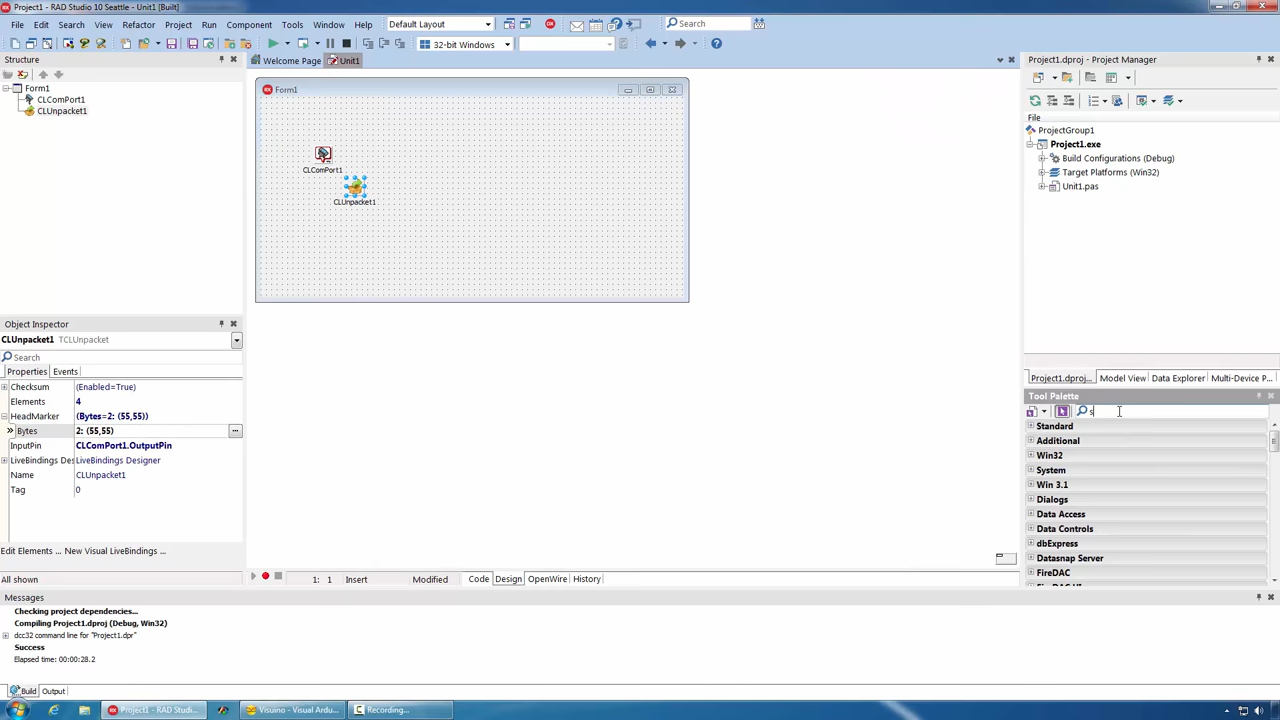 Project1 - RAD Studio 10 Seattle - Unit1 [Built]
File Edit Search View Refactor Project Run Component Tools Window Help Default Layout Search
32-bit Windows
Structure
Form1
CLComPort1
CLUnpacket1
Welcome Page Unit1
Form1
CLComPort1
CLUnpacket1
Project1.dproj - Project Manager
File
ProjectGroup1
Project1.exe
Build Configurations (Debug)
Target Platforms (Win32)
Unit1.pas
Project1.dproj... Model View Data Explorer Multi-Device P...
Object Inspector
CLUnpacket1 TCLUnpacket
Search
Properties Events
Checksum (Enabled=True)
Elements 4
HeadMarker (Bytes=2: (55,55))
Bytes 2: (55,55) ...
InputPin CLComPort1.OutputPin
LiveBindings Des LiveBindings Designer
Name CLUnpacket1
Tag 0
Edit Elements ... New Visual LiveBindings ...
All shown
Tool Palette
s
Standard
Additional
Win32
System
Win 3.1
Dialogs
Data Access
Data Controls
dbExpress
Datasnap Server
FireDAC
1: 1 Insert Modified Code Design OpenWire History
Messages
Checking project dependencies...
Compiling Project1.dproj (Debug, Win32)
dcc32 command line for "Project1.dpr"
Success
Elapsed time: 00:00:28.2
Build Output
Project1 - RAD Studi... Visuino - Visual Ardu... Recording...